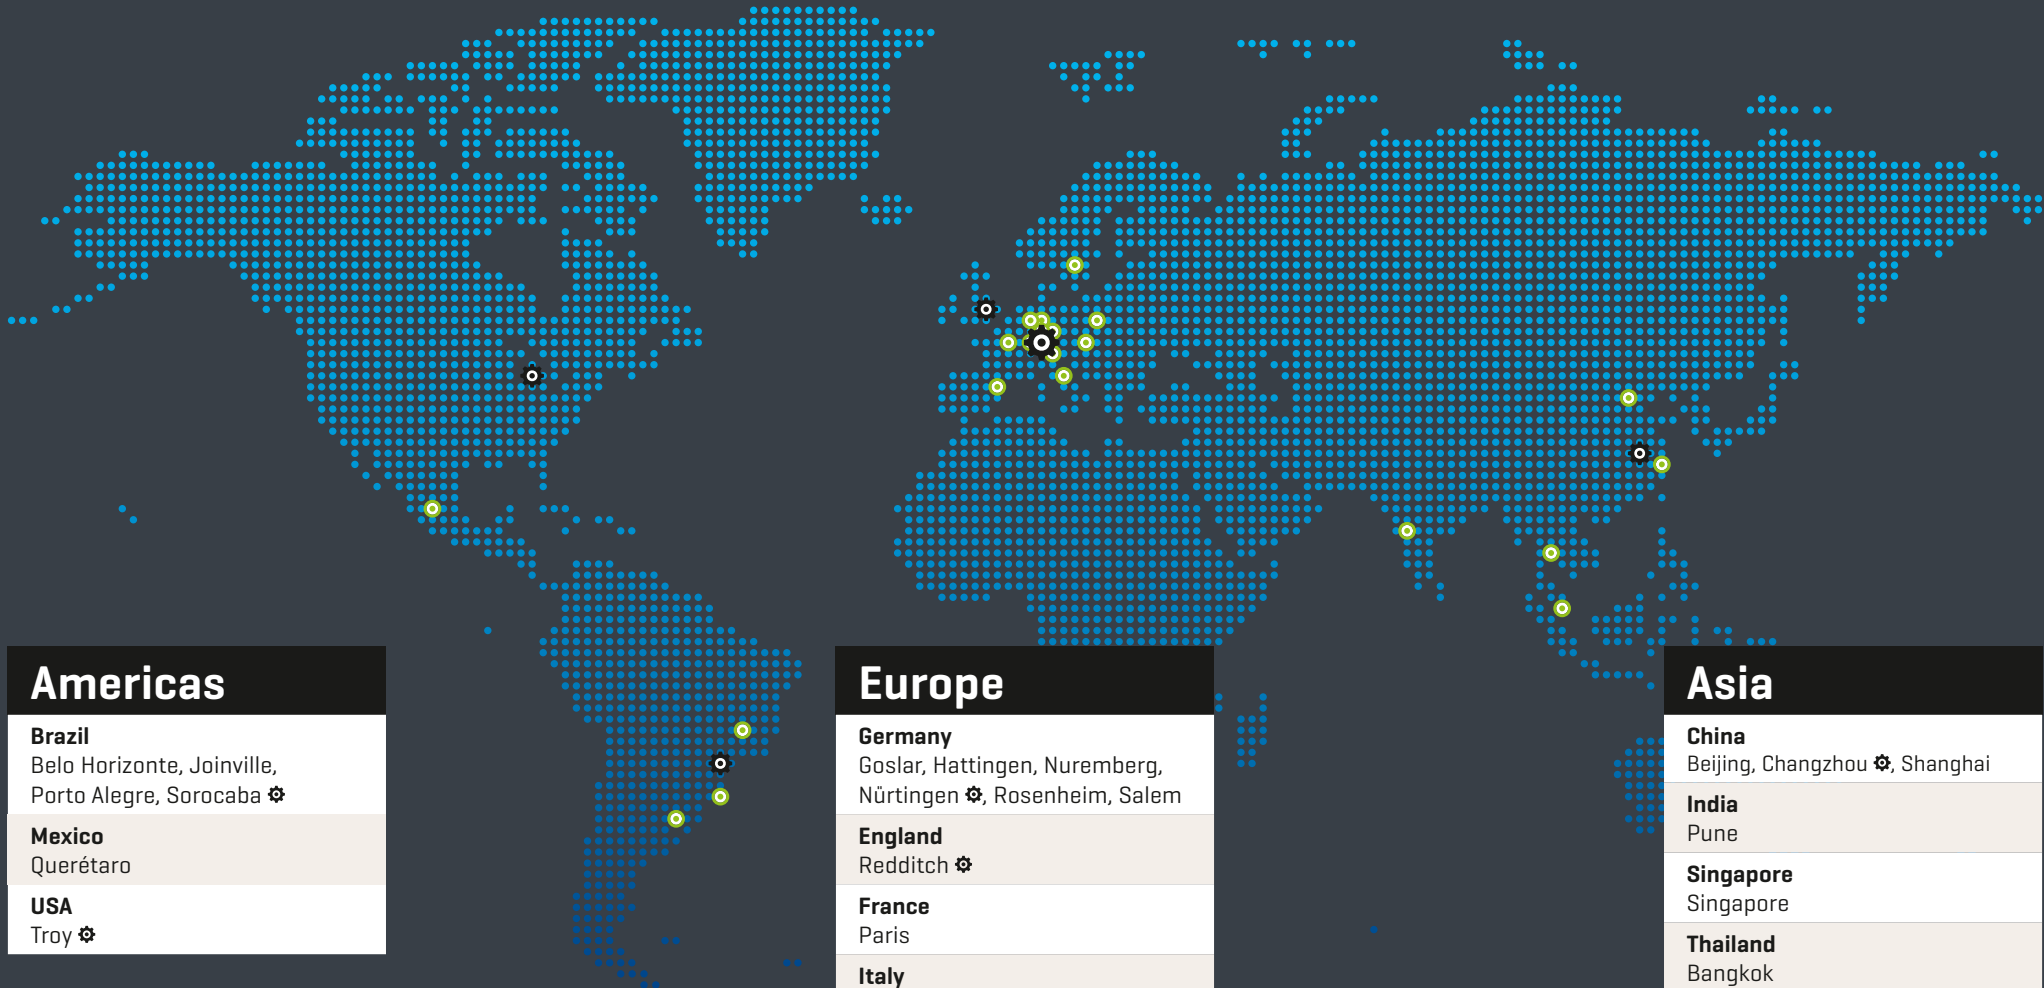 Americas
Brazil
Belo Horizonte, Joinville,
Porto Alegre, Sorocaba
Mexico
Querétaro
USA
Troy
Europe
Germany
Goslar, Hattingen, Nuremberg,
Nürtingen , Rosenheim, Salem
England
Redditch
France
Paris
Italy
Asia
China
Beijing, Changzhou , Shanghai
India
Pune
Singapore
Singapore
Thailand
Bangkok